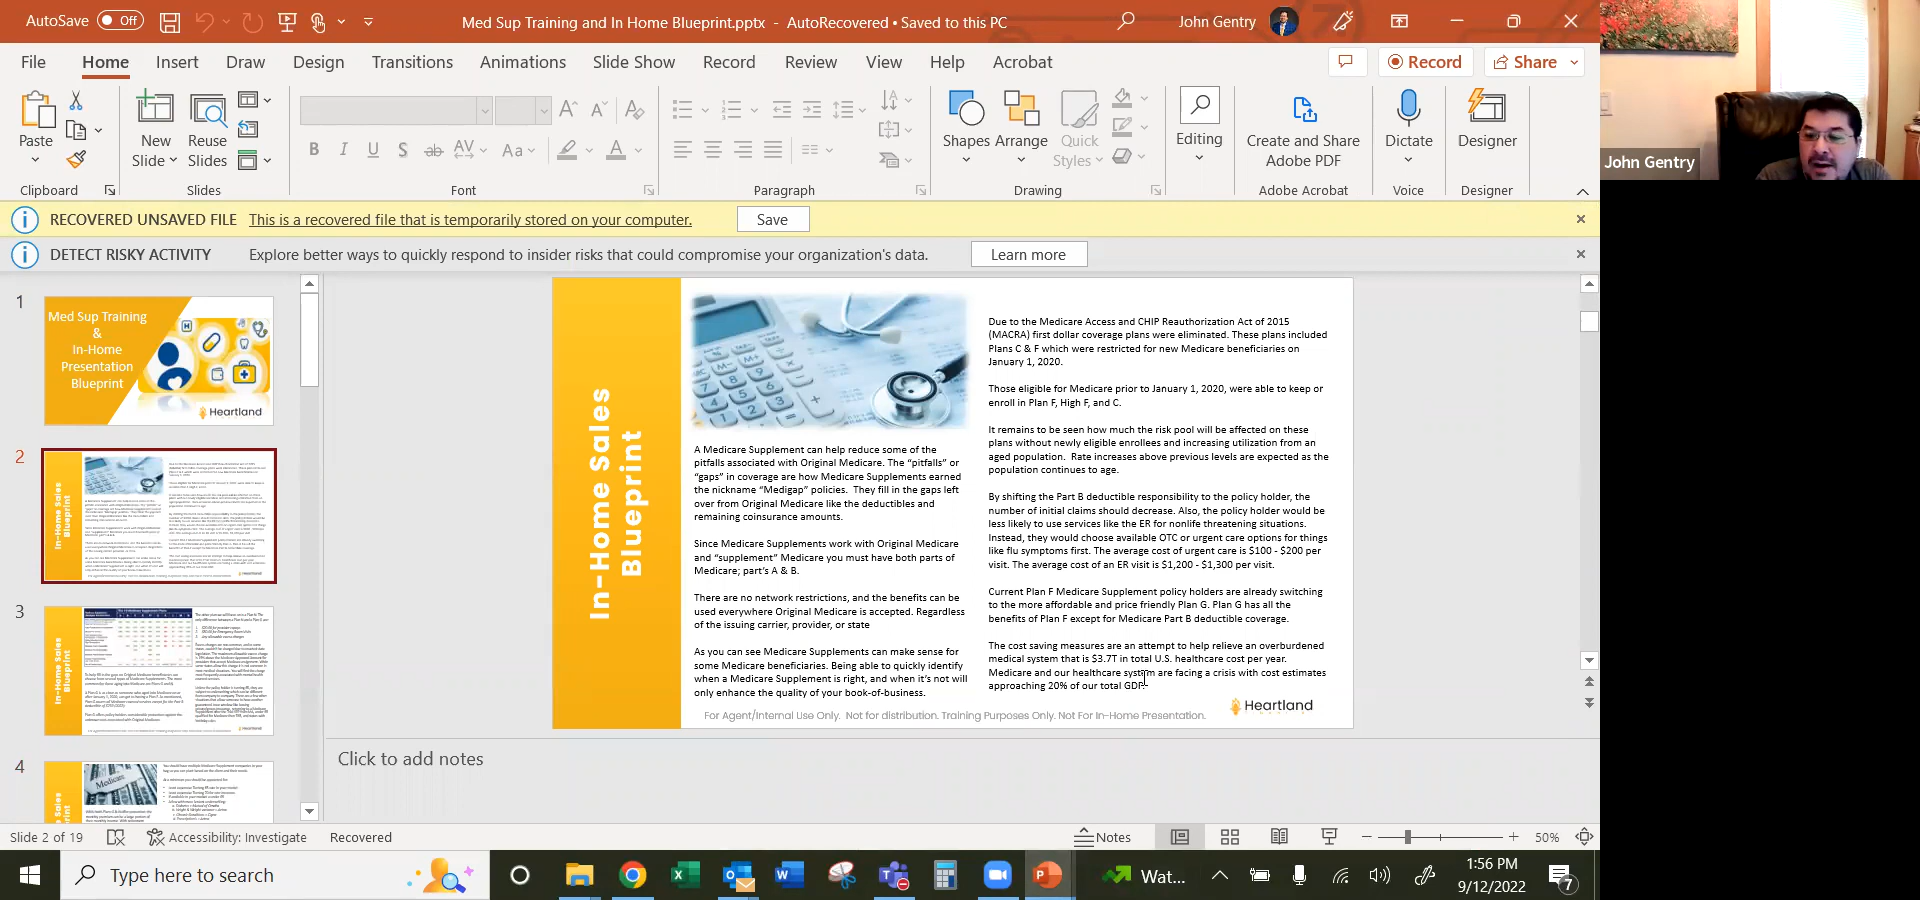 AutoSave Off
Med Sup Training and In Home Blueprint.pptx - AutoRecovered • Saved to this PC
John Gentry
File Home Insert Draw Design Transitions Animations Slide Show Record Review View Help Acrobat
Record
Share
Paste
New
Slide
Reuse
Slides
B I U S ab AV Aa A
Shapes
Arrange
Quick
Styles
Editing
Create and Share
Adobe PDF
Dictate
Designer
Clipboard
Slides
Font
Paragraph
Drawing
Adobe Acrobat
Voice
Designer
John Gentry
RECOVERED UNSAVED FILE This is a recovered file that is temporarily stored on your computer. Save
DETECT RISKY ACTIVITY Explore better ways to quickly respond to insider risks that could compromise your organization's data. Learn more
1
Med Sup Training
&
In-Home
Presentation
Blueprint
Heartland
2
In-Home Sales
Blueprint
3
In-Home Sales
Blueprint
4
Medicare
In-Home Sales
Blueprint
A Medicare Supplement can help reduce some of the
pitfalls associated with Original Medicare. The “pitfalls” or
“gaps” in coverage are how Medicare Supplements earned
the nickname “Medigap” policies. They fill in the gaps left
over from Original Medicare like the deductibles and
remaining coinsurance amounts.
Since Medicare Supplements work with Original Medicare
and “supplement” Medicare you must have both parts of
Medicare; part’s A & B.
There are no network restrictions, and the benefits can be
used everywhere Original Medicare is accepted. Regardless
of the issuing carrier, provider, or state
As you can see Medicare Supplements can make sense for
some Medicare beneficiaries. Being able to quickly identify
when a Medicare Supplement is right, and when it’s not will
only enhance the quality of your book-of-business.
Due to the Medicare Access and CHIP Reauthorization Act of 2015
(MACRA) first dollar coverage plans were eliminated. These plans included
Plans C & F which were restricted for new Medicare beneficiaries on
January 1, 2020.
Those eligible for Medicare prior to January 1, 2020, were able to keep or
enroll in Plan F, High F, and C.
It remains to be seen how much the risk pool will be affected on these
plans without newly eligible enrollees and increasing utilization from an
aged population. Rate increases above previous levels are expected as the
population continues to age.
By shifting the Part B deductible responsibility to the policy holder, the
number of initial claims should decrease. Also, the policy holder would be
less likely to use services like the ER for nonlife threatening situations.
Instead, they would choose available OTC or urgent care options for things
like flu symptoms first. The average cost of urgent care is $100 - $200 per
visit. The average cost of an ER visit is $1,200 - $1,300 per visit.
Current Plan F Medicare Supplement policy holders are already switching
to the more affordable and price friendly Plan G. Plan G has all the
benefits of Plan F except for Medicare Part B deductible coverage.
The cost saving measures are an attempt to help relieve an overburdened
medical system that is $3.7T in total U.S. healthcare cost per year.
Medicare and our healthcare system are facing a crisis with cost estimates
approaching 20% of our total GDP.
Heartland
For Agent/Internal Use Only. Not for distribution. Training Purposes Only. Not For In-Home Presentation.
Click to add notes
Slide 2 of 19
Accessibility: Investigate
Recovered
Notes
50%
Type here to search
Wat...
1:56 PM
9/12/2022
7